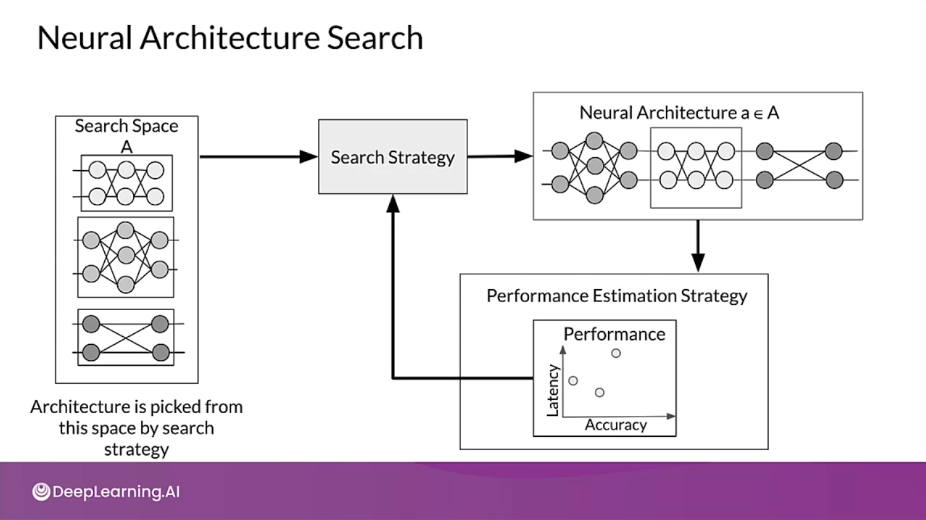 Neural Architecture Search
Search Space
A
Search Strategy
Neural Architecture a ∈ A
Performance Estimation Strategy
Performance
Latency
Accuracy
Architecture is picked from
this space by search
strategy
DeepLearning.AI